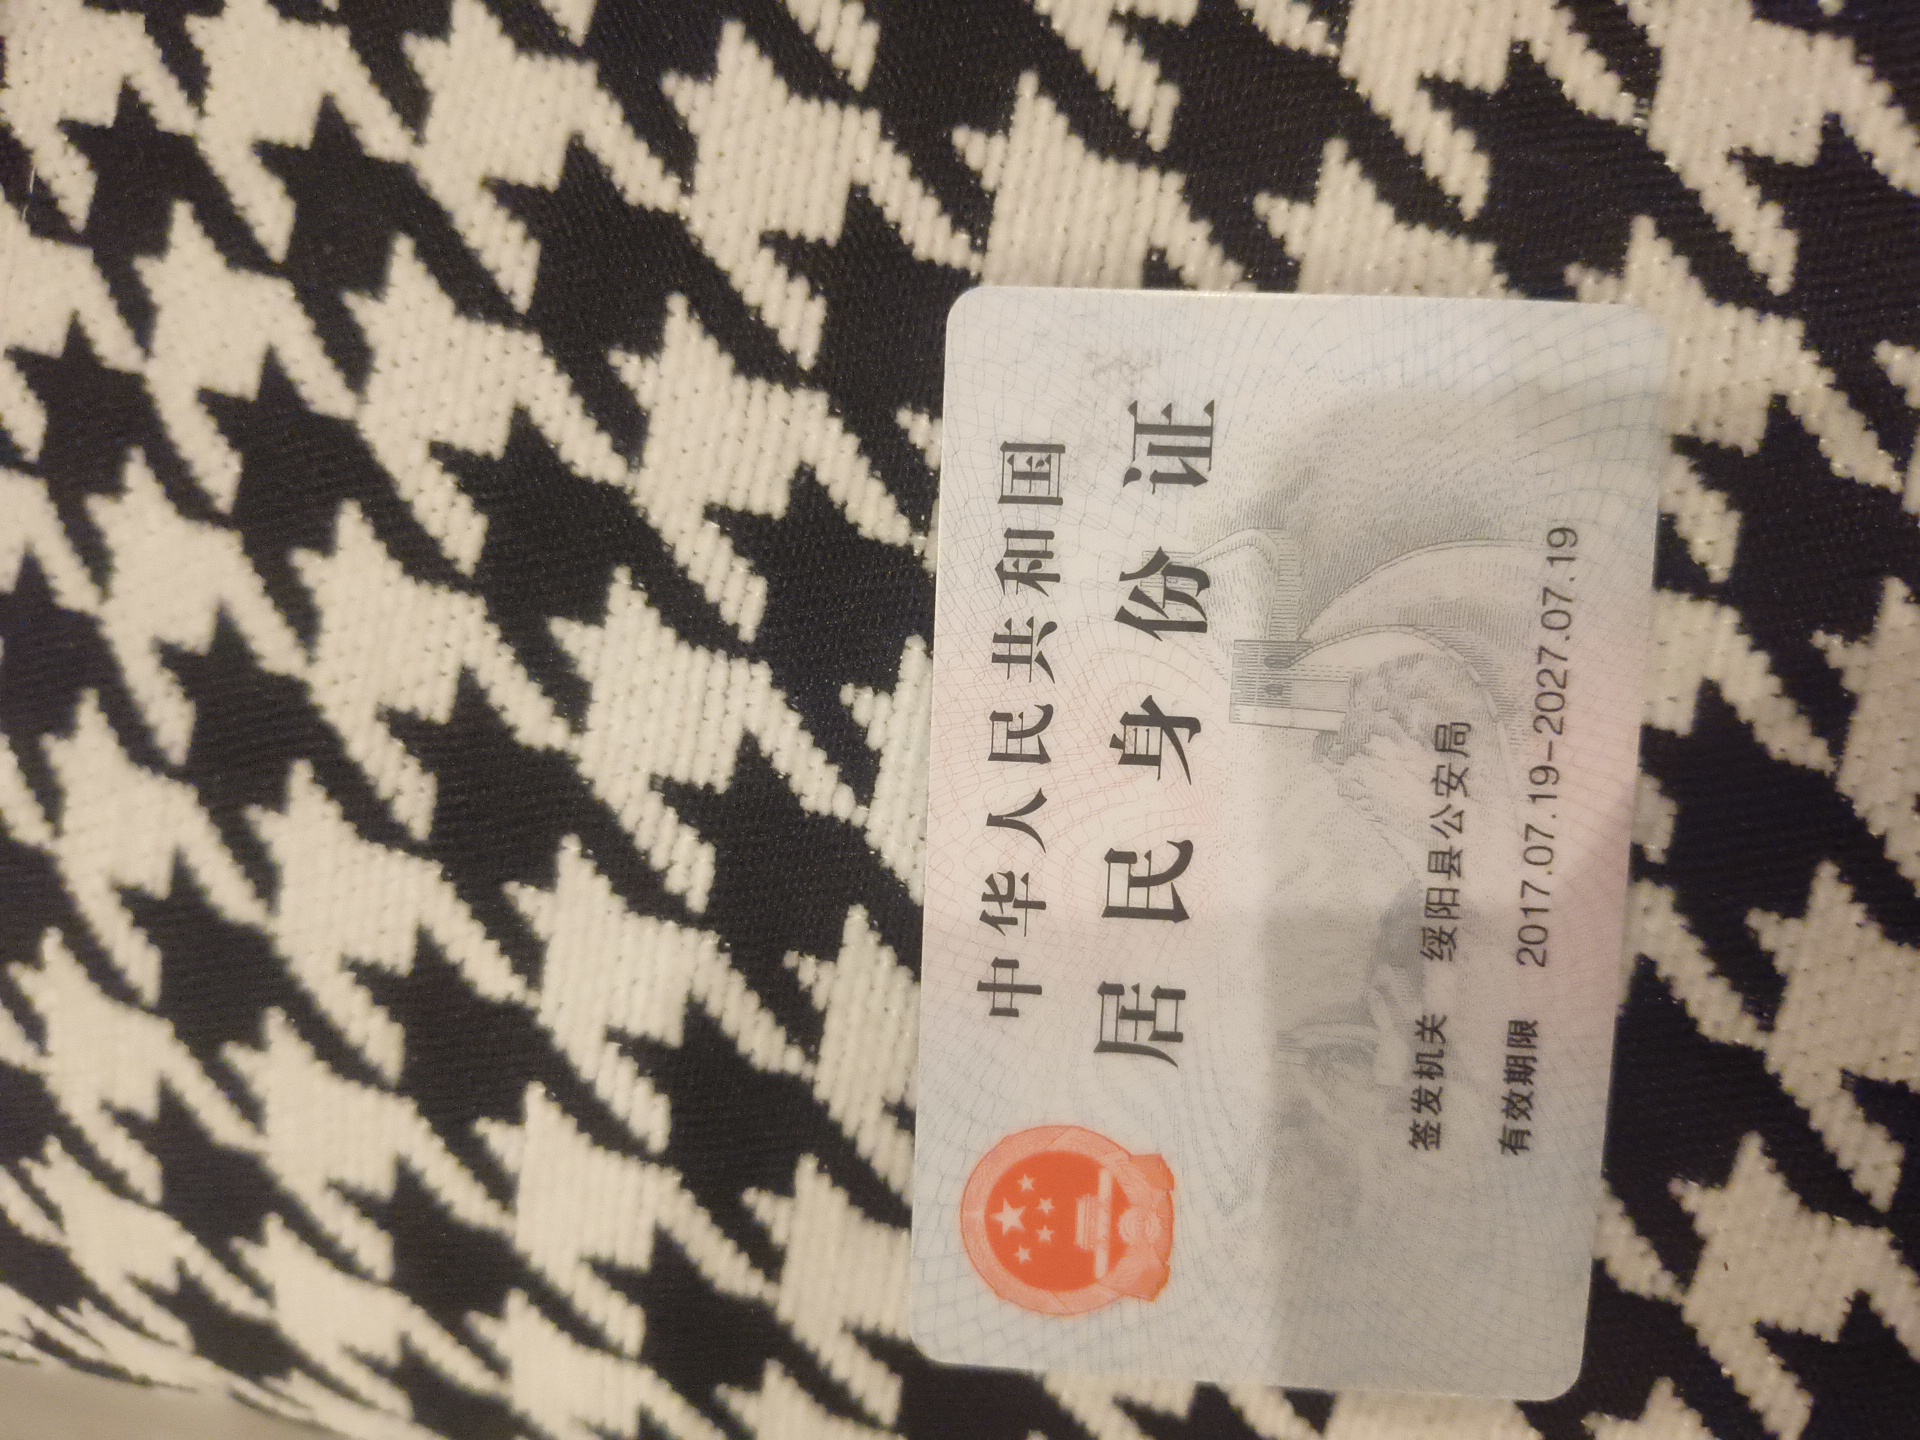 中华人民共和国
居民身份证
签发机关 绥阳县公安局
有效期限 2017.07.19-2027.07.19